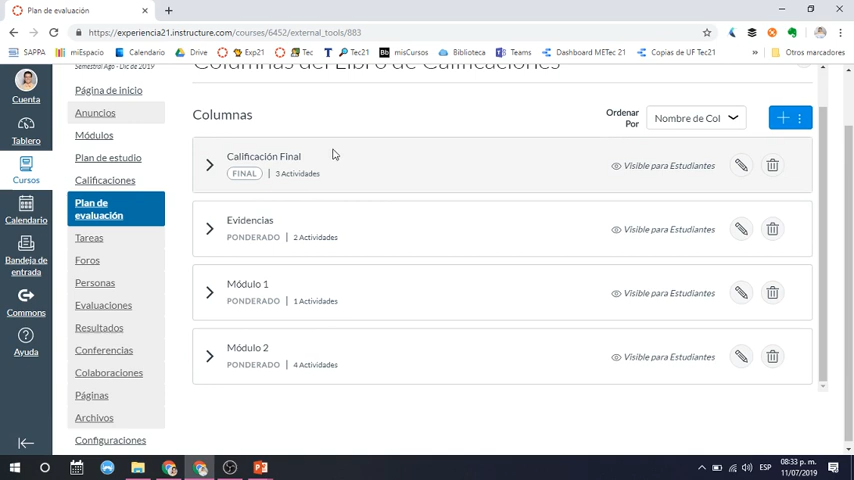 Plan de evaluación
https://experiencia21.instructure.com/courses/6452/external_tools/883
SAPPA
miEspacio
Calendario
Drive
Exp21
Tec
Tec21
misCursos
Biblioteca
Teams
Dashboard METec 21
Copias de UF Tec21
»
Otros marcadores
Cuenta
Tablero
Cursos
Calendario
Bandeja de
entrada
Commons
Ayuda
Semestral Ago - Dic de 2019
Página de inicio
Anuncios
Módulos
Plan de estudio
Calificaciones
Plan de
evaluación
Tareas
Foros
Personas
Evaluaciones
Resultados
Conferencias
Colaboraciones
Páginas
Archivos
Configuraciones
Columnas del Libro de Calificaciones
Columnas
Ordenar
Por
Nombre de Col
Calificación Final
FINAL | 3 Actividades
Visible para Estudiantes
Evidencias
PONDERADO | 2 Actividades
Visible para Estudiantes
Módulo 1
PONDERADO | 1 Actividades
Visible para Estudiantes
Módulo 2
PONDERADO | 4 Actividades
Visible para Estudiantes
ESP
08:33 p. m.
11/07/2019